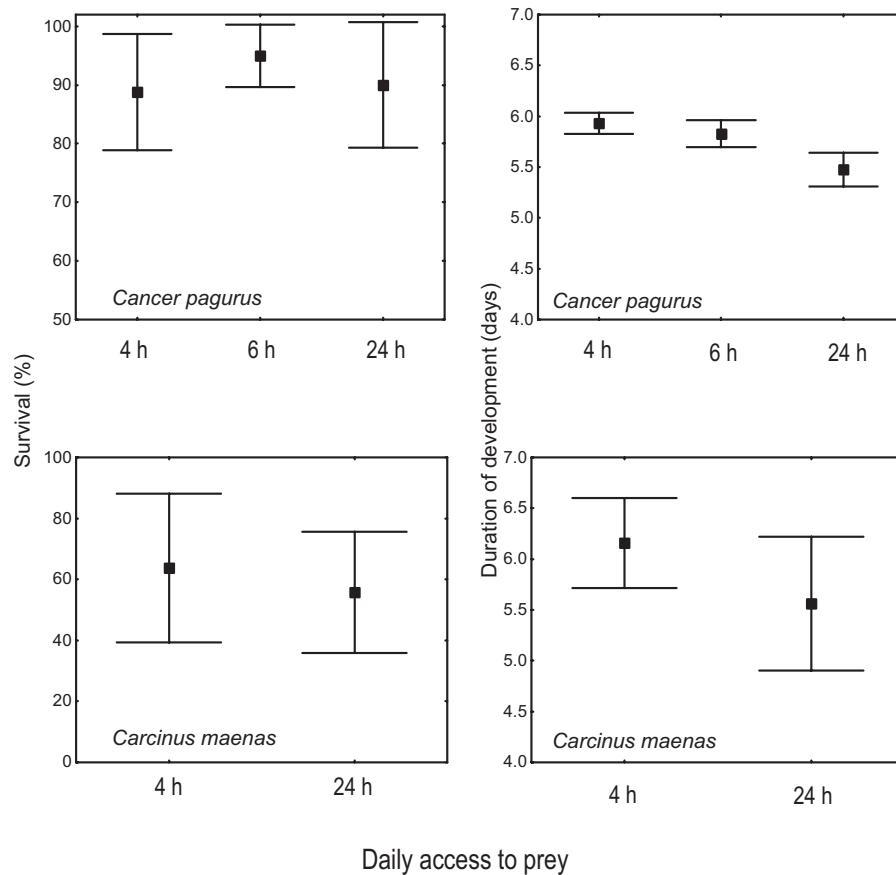 100
90
80
70
60
50
Cancer pagurus
4 h
6 h
24 h
7.0
6.5
6.0
5.5
5.0
4.5
4.0
Cancer pagurus
4 h
6 h
24 h
Survival (%)
Duration of development (days)
100
80
60
40
20
0
Carcinus maenas
4 h
24 h
7.0
6.5
6.0
5.5
5.0
4.5
4.0
Carcinus maenas
4 h
24 h
Daily access to prey